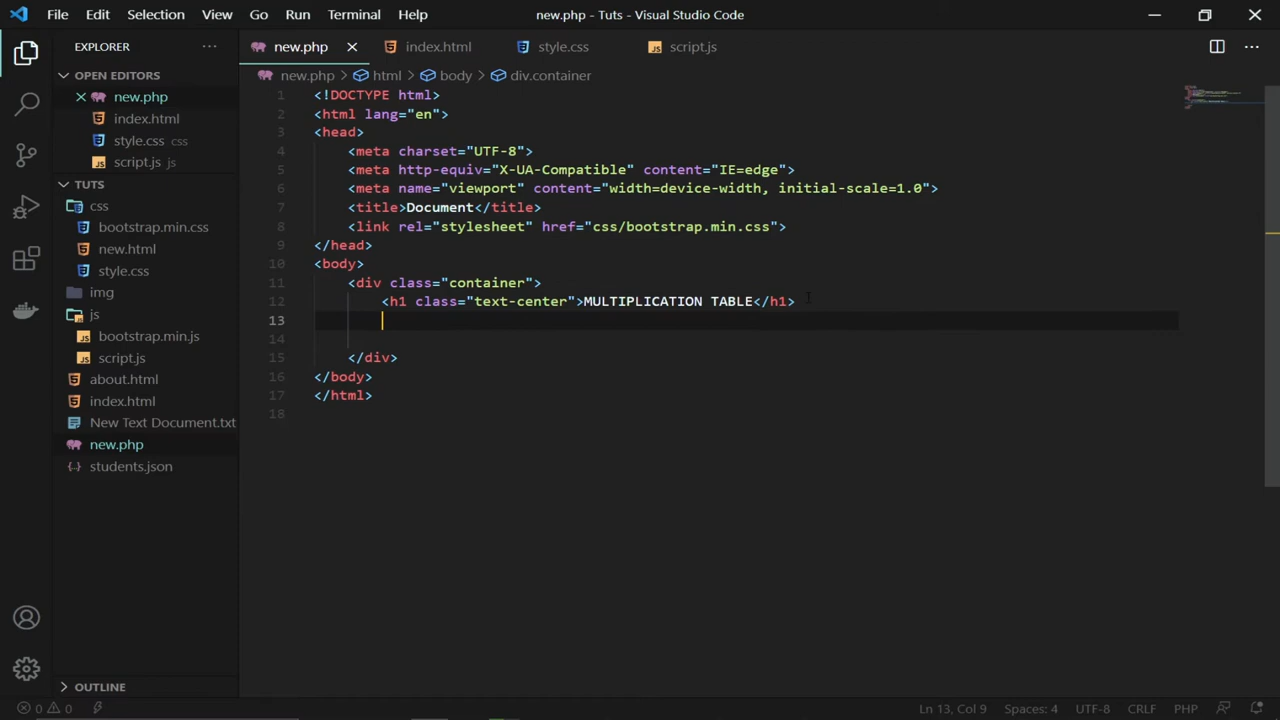 File Edit Selection View Go Run Terminal Help new.php - Tuts - Visual Studio Code
EXPLORER
OPEN EDITORS
new.php
index.html
style.css css
script.js js
TUTS
css
bootstrap.min.css
new.html
style.css
img
js
bootstrap.min.js
script.js
about.html
index.html
New Text Document.txt
new.php
students.json
OUTLINE
new.php index.html style.css script.js
new.php > html > body > div.container
1 <!DOCTYPE html>
2 <html lang="en">
3 <head>
4 <meta charset="UTF-8">
5 <meta http-equiv="X-UA-Compatible" content="IE=edge">
6 <meta name="viewport" content="width=device-width, initial-scale=1.0">
7 <title>Document</title>
8 <link rel="stylesheet" href="css/bootstrap.min.css">
9 </head>
10 <body>
11 <div class="container">
12 <h1 class="text-center">MULTIPLICATION TABLE</h1>
13
14
15 </div>
16 </body>
17 </html>
18
0 0 Ln 13, Col 9 Spaces: 4 UTF-8 CRLF PHP